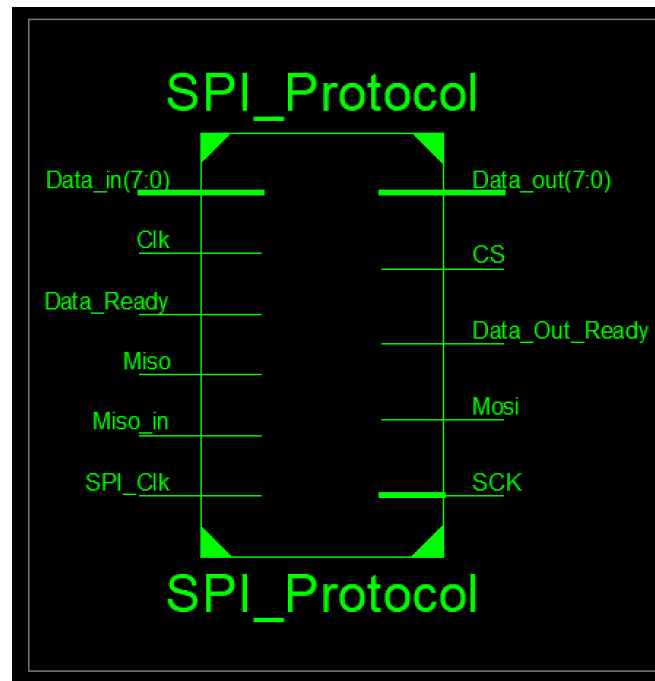 SPI_Protocol
Data_in(7:0)
Clk
Data_Ready
Miso
Miso_in
SPI_Clk
Data_out(7:0)
CS
Data_Out_Ready
Mosi
SCK
SPI_Protocol